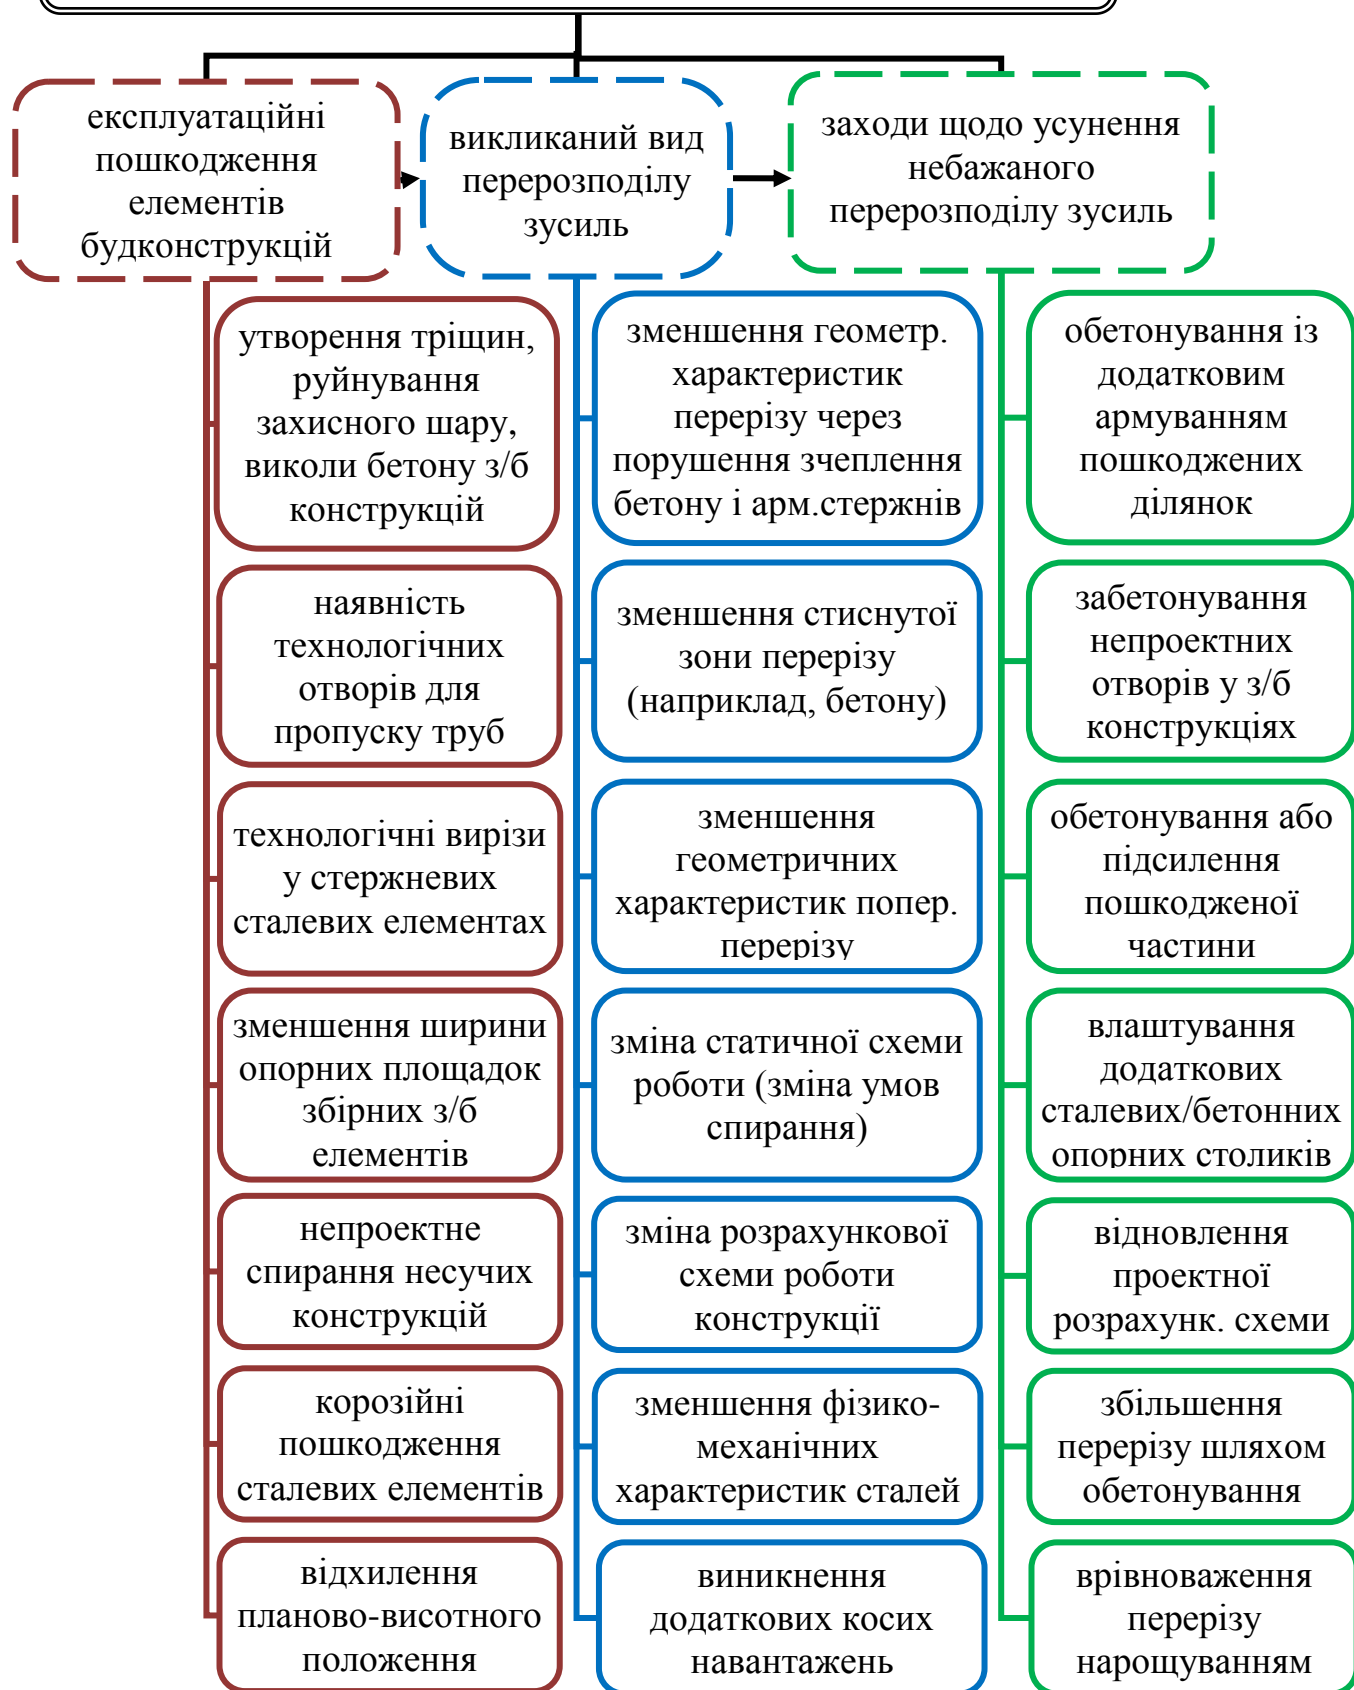 експлуатаційні
пошкодження
елементів
будконструкцій
викликаний вид
перерозподілу
зусиль
заходи щодо усунення
небажаного
перерозподілу зусиль
утворення тріщин,
руйнування
захисного шару,
виколи бетону з/б
конструкцій
зменшення геометр.
характеристик
перерізу через
порушення зчеплення
бетону і арм.стержнів
обетонування із
додатковим
армуванням
пошкоджених
ділянок
наявність
технологічних
отворів для
пропуску труб
зменшення стиснутої
зони перерізу
(наприклад, бетону)
забетонування
непроектних
отворів у з/б
конструкціях
технологічні вирізи
у стержневих
сталевих елементах
зменшення
геометричних
характеристик попер.
перерізу
обетонування або
підсилення
пошкодженої
частини
зменшення ширини
опорних площадок
збірних з/б
елементів
зміна статичної схеми
роботи (зміна умов
спирання)
влаштування
додаткових
сталевих/бетонних
опорних столиків
непроектне
спирання несучих
конструкцій
зміна розрахункової
схеми роботи
конструкції
відновлення
проектної
розрахунк. схеми
корозійні
пошкодження
сталевих елементів
зменшення фізико-
механічних
характеристик сталей
збільшення
перерізу шляхом
обетонування
відхилення
планово-висотного
положення
виникнення
додаткових косих
навантажень
врівноваження
перерізу
нарощуванням